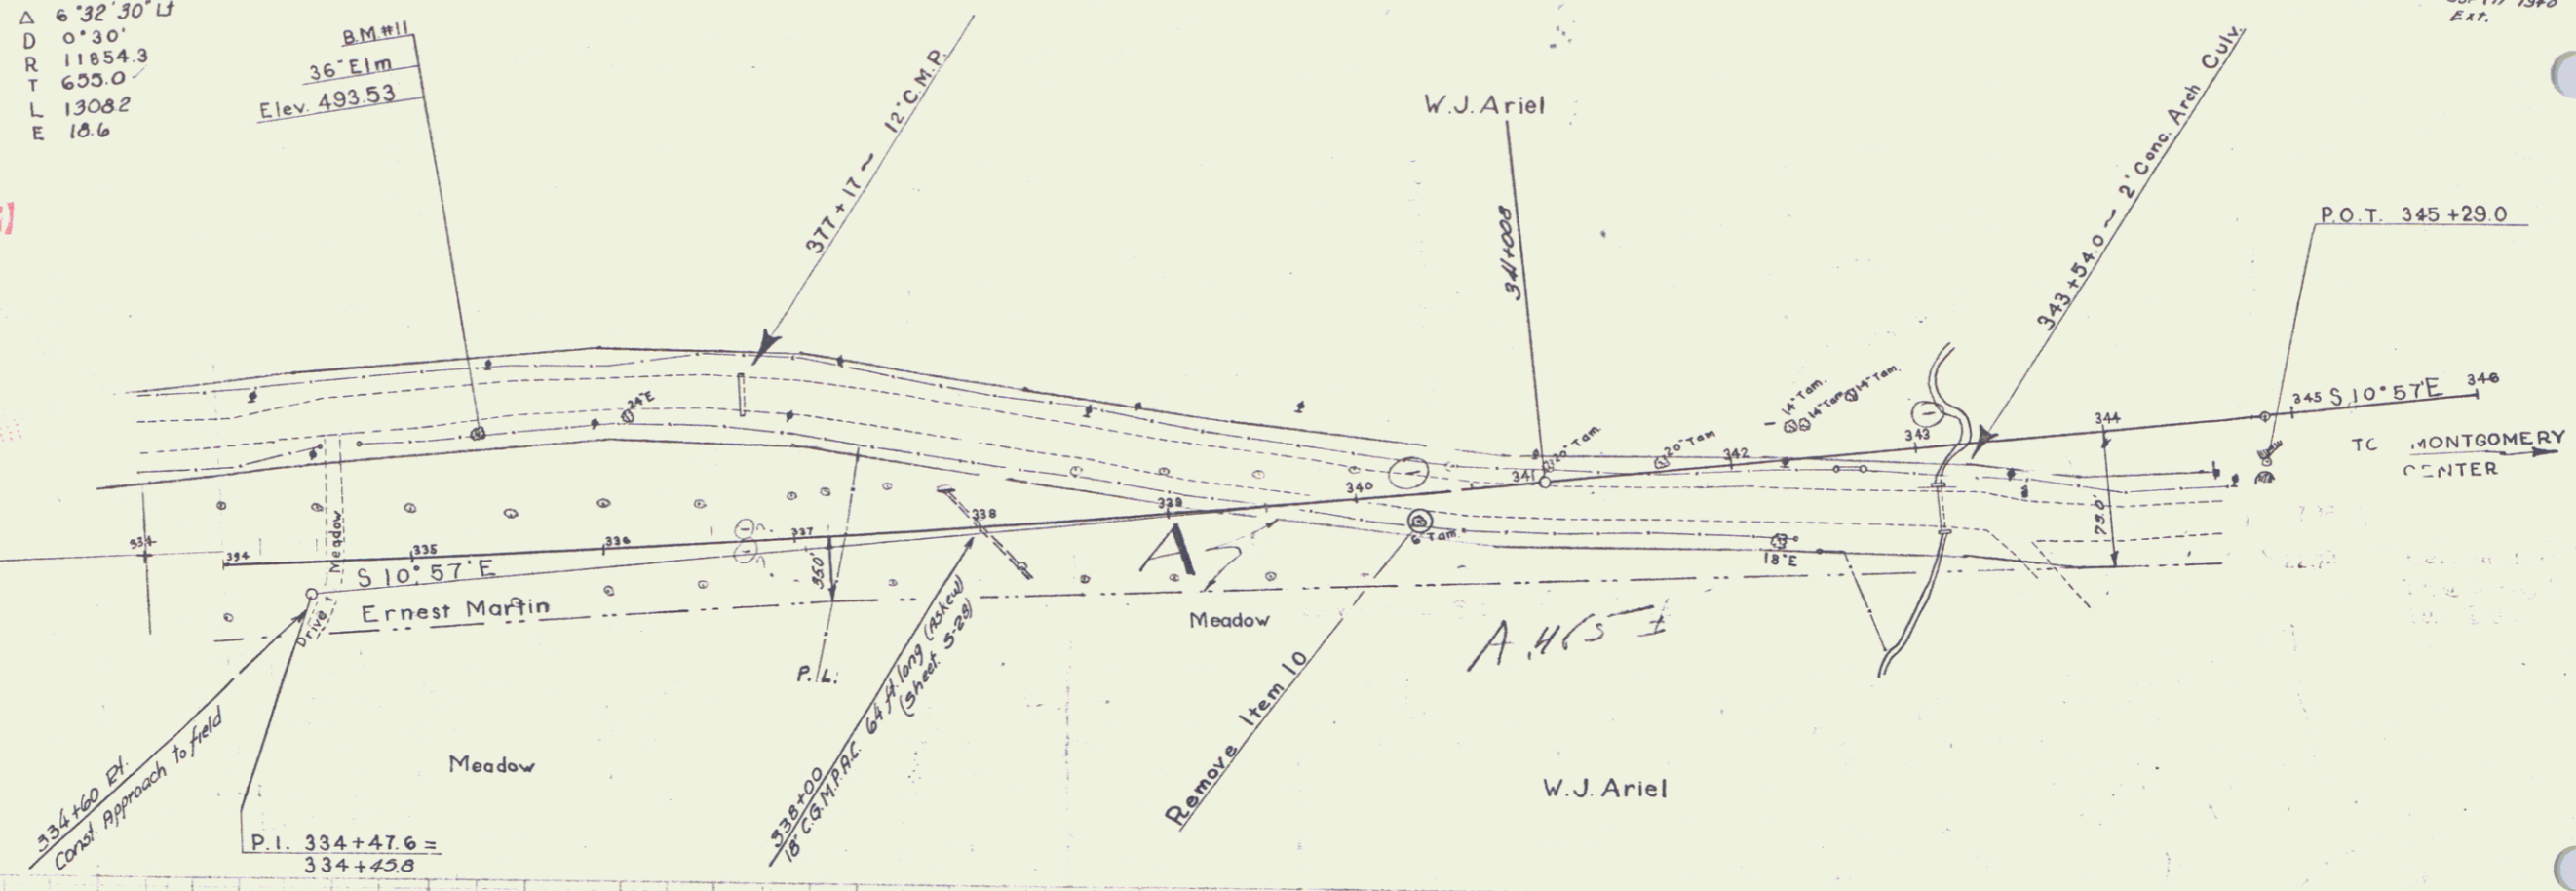 Δ 6°32'30" Lt
D 0°30'
R 11854.3
T 655.0
L 1308.2
E 18.6
B.M.#11
36" Elm
Elev. 493.53
377+17 ~ 12" C.M.P.
W.J. Ariel
341+008
343+54.0 ~ 2' Conc. Arch Culv.
Ext.
P.O.T. 345+29.0
24"E
14" Tam.
14" Tam.
14" Tam.
20" Tam.
20" Tam
334
334
335
336
337
338
339
340
341
342
343
344
345
346
S 10°57'E
S 10°57'E
TO MONTGOMERY
CENTER
Meadow
Drive
Ernest Martin
35.0'
79.0'
P.L.
A
6" Tam.
18"E
Meadow
A .465 ±
334+60 Rt.
Const. Approach to field
P.I. 334+47.6 =
334+45.8
Meadow
338+00
18" C.G.M.P.A.C. 64 ft. long (Askew)
(Sheet S-28)
Remove Item 10
W.J. Ariel